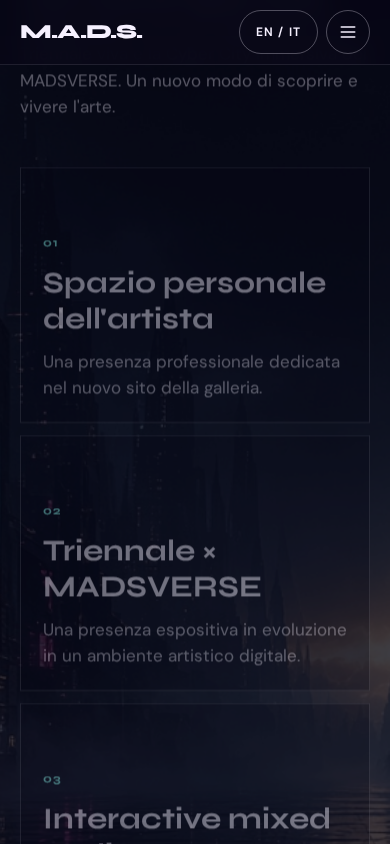 M.A.D.S.
EN / IT
MADSVERSE. Un nuovo modo di scoprire e
vivere l'arte.
01
Spazio personale
dell'artista
Una presenza professionale dedicata
nel nuovo sito della galleria.
02
Triennale ×
MADSVERSE
Una presenza espositiva in evoluzione
in un ambiente artistico digitale.
03
Interactive mixed